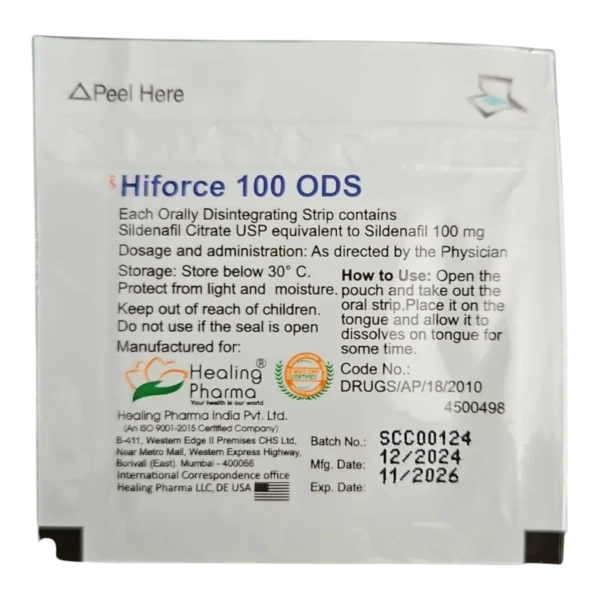 △Peel Here
Hiforce 100 ODS
Each Orally Disintegrating Strip contains
Sildenafil Citrate USP equivalent to Sildenafil 100 mg
Dosage and administration: As directed by the Physician
Storage: Store below 30° C.
Protect from light and moisture.
Keep out of reach of children.
Do not use if the seal is open
How to Use: Open the
pouch and take out the
oral strip.Place it on the
tongue and allow it to
dissolves on tongue for
some time.
Manufactured for:
Healing®
Pharma
Your health is our world
Healing Pharma India Pvt. Ltd.
(An ISO 9001-2015 Certified Company)
B-411, Western Edge II Premises CHS Ltd,
Near Metro Mall, Western Express Highway,
Borivali (East). Mumbai - 400066
International Correspondence office
Healing Pharma LLC, DE USA
Code No.:
DRUGS/AP/18/2010
4500498
Batch No.: SCC00124
Mfg. Date: 12/2024
Exp. Date: 11/2026